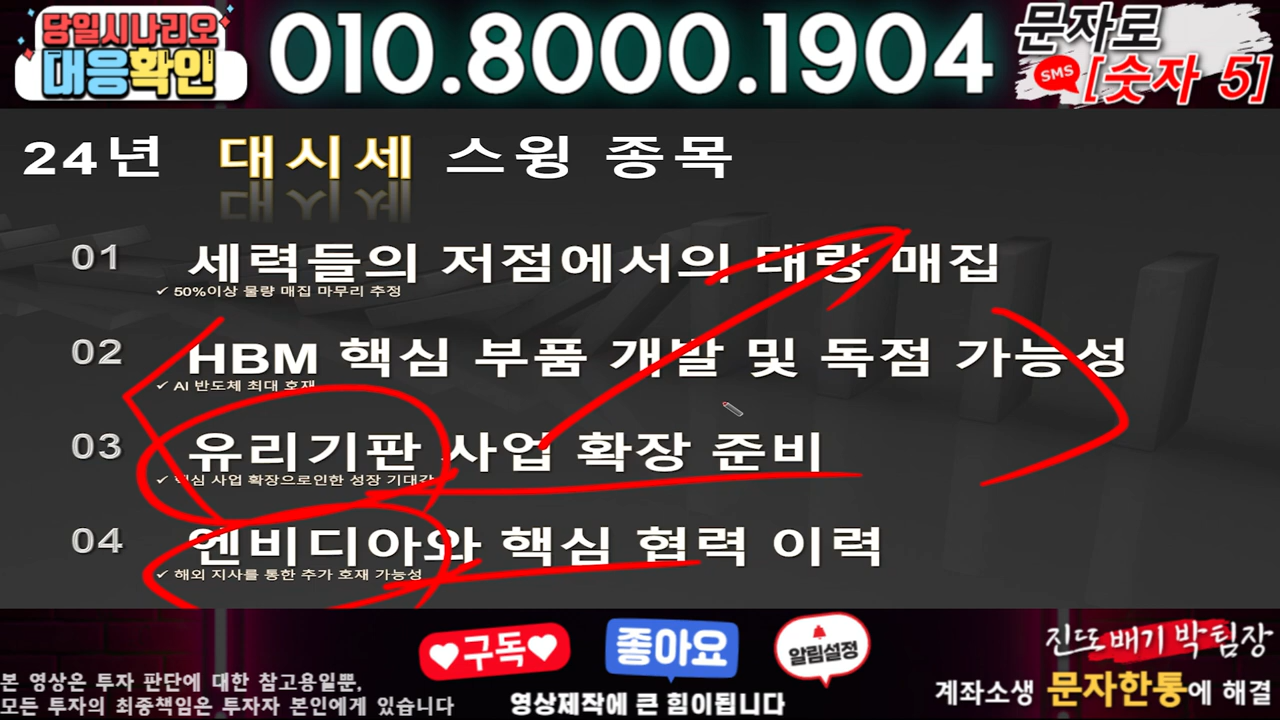 당일시나리오
대응확인
010.8000.1904
문자로
SMS
[숫자 5]
24년 대시세 스윙 종목
01 세력들의 저점에서의 대량 매집
✓ 50%이상 물량 매집 마무리 추정
02 HBM 핵심 부품 개발 및 독점 가능성
✓ AI 반도체 최대 호재
03 유리기판 사업 확장 준비
✓ 핵심 사업 확장으로인한 성장 기대감
04 엔비디아와 핵심 협력 이력
✓ 해외 지사를 통한 추가 호재 가능성
구독
좋아요
알림설정
영상제작에 큰 힘이됩니다
본 영상은 투자 판단에 대한 참고용일뿐,
모든 투자의 최종책임은 투자자 본인에게 있습니다
진또배기 박팀장
계좌소생 문자한통에 해결